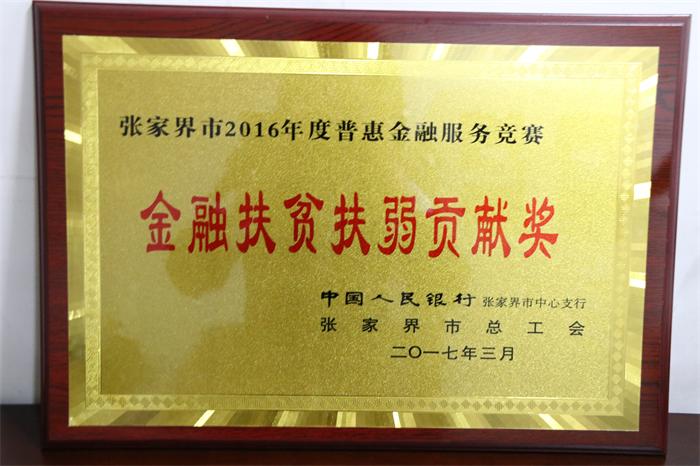 张家界市2016年度普惠金融服务竞赛
金融扶贫扶弱贡献奖
中国人民银行张家界市中心支行
张家界市总工会
二〇一七年三月